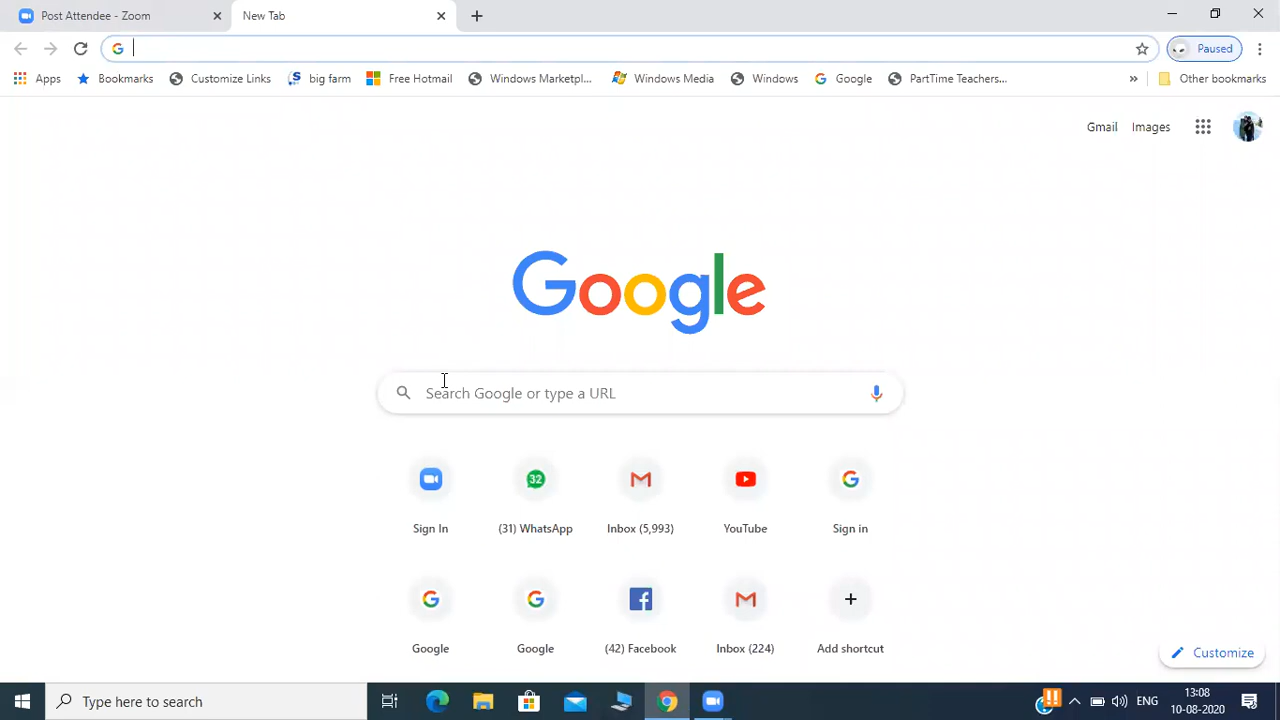 Post Attendee - Zoom
New Tab
Paused
Apps
Bookmarks
Customize Links
big farm
Free Hotmail
Windows Marketpl...
Windows Media
Windows
Google
PartTime Teachers...
»
Other bookmarks
Gmail
Images
Google
Search Google or type a URL
32
Sign In
(31) WhatsApp
Inbox (5,993)
YouTube
Sign in
Google
Google
(42) Facebook
Inbox (224)
Add shortcut
Customize
Type here to search
ENG
13:08
10-08-2020